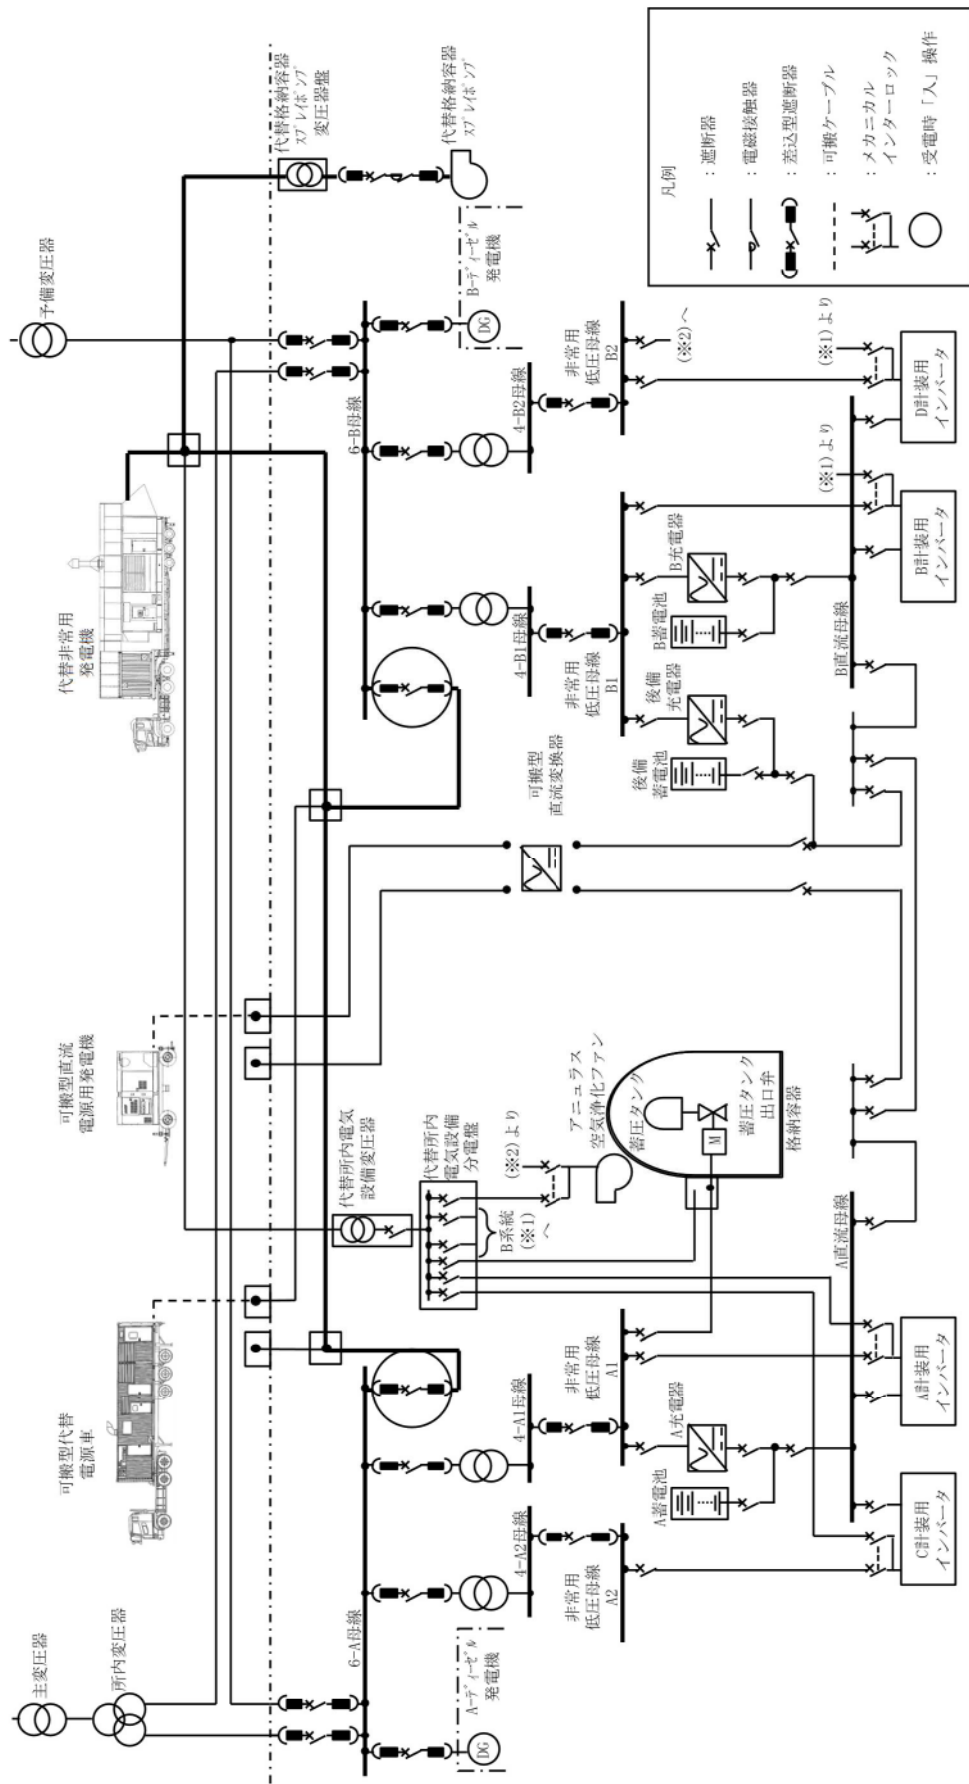 主変圧器
所内変圧器
予備変圧器
可搬型代替
電源車
可搬型直流
電源用発電機
代替非常用
発電機
代替格納容器
スプレイポンプ
変圧器盤
代替格納容器
スプレイポンプ
代替所内電気
設備変圧器
代替所内
電気設備
分電盤
B系統
(※1)
へ
(※2)より
アニュラス
空気浄化ファン
蓄圧タンク
M
蓄圧タンク
出口弁
格納容器
可搬型
直流変換器
6-A母線
6-B母線
A-ディーゼル
発電機
DG
B-ディーゼル
発電機
DG
4-A2母線
4-A1母線
4-B1母線
4-B2母線
非常用
低圧母線
A2
非常用
低圧母線
A1
非常用
低圧母線
B1
非常用
低圧母線
B2
(※2)へ
A蓄電池
A充電器
後備
蓄電池
後備
充電器
B蓄電池
B充電器
A直流母線
B直流母線
(※1)より
(※1)より
C計装用
インバータ
A計装用
インバータ
B計装用
インバータ
D計装用
インバータ
凡例
：遮断器
：電磁接触器
：差込型遮断器
：可搬ケーブル
：メカニカル
インターロック
：受電時「入」操作